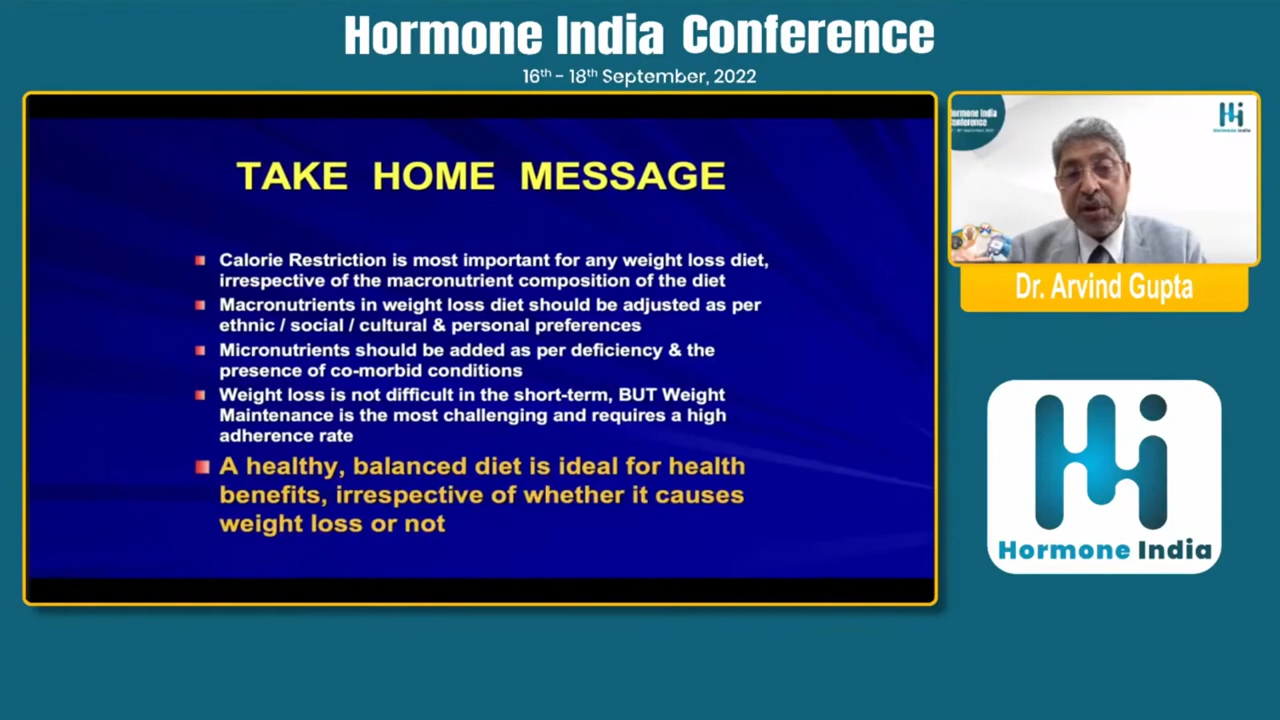 Hormone India Conference
16th - 18th September, 2022
TAKE HOME MESSAGE
Calorie Restriction is most important for any weight loss diet,
irrespective of the macronutrient composition of the diet
Macronutrients in weight loss diet should be adjusted as per
ethnic / social / cultural & personal preferences
Micronutrients should be added as per deficiency & the
presence of co-morbid conditions
Weight loss is not difficult in the short-term, BUT Weight
Maintenance is the most challenging and requires a high
adherence rate
A healthy, balanced diet is ideal for health
benefits, irrespective of whether it causes
weight loss or not
Hormone India
Dr. Arvind Gupta
Hi
Hormone India